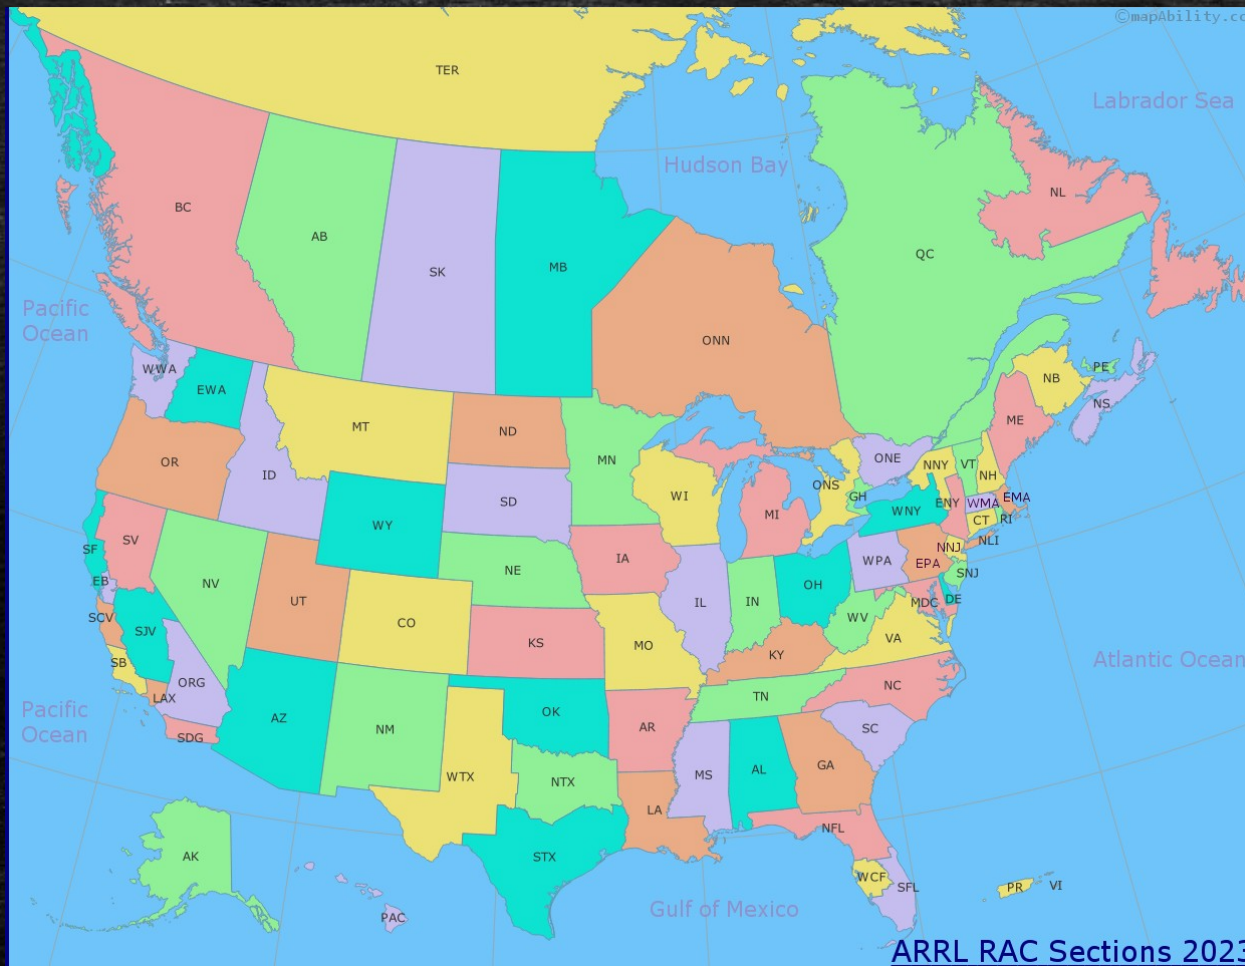 ©mapAbility.co
TER
Labrador Sea
Hudson Bay
NL
BC
AB
QC
SK
MB
Pacific
Ocean
ONN
WWA
EWA
PE
NB
NS
MT
ME
ND
OR
MN
ONE
NNY
VT
NH
ID
SD
WI
ONS
GH
ENY
WMA
EMA
WY
MI
WNY
CT
RI
SF
SV
NLI
NNJ
IA
WPA
EPA
SNJ
EB
NV
NE
OH
UT
IL
IN
MDC
DE
SCV
SJV
CO
WV
KS
MO
VA
SB
KY
Atlantic Ocean
ORG
LAX
TN
NC
Pacific
Ocean
AZ
OK
NM
AR
SC
SDG
WTX
NTX
MS
AL
GA
LA
NFL
AK
STX
WCF
SFL
PR
VI
PAC
Gulf of Mexico
ARRL RAC Sections 2023